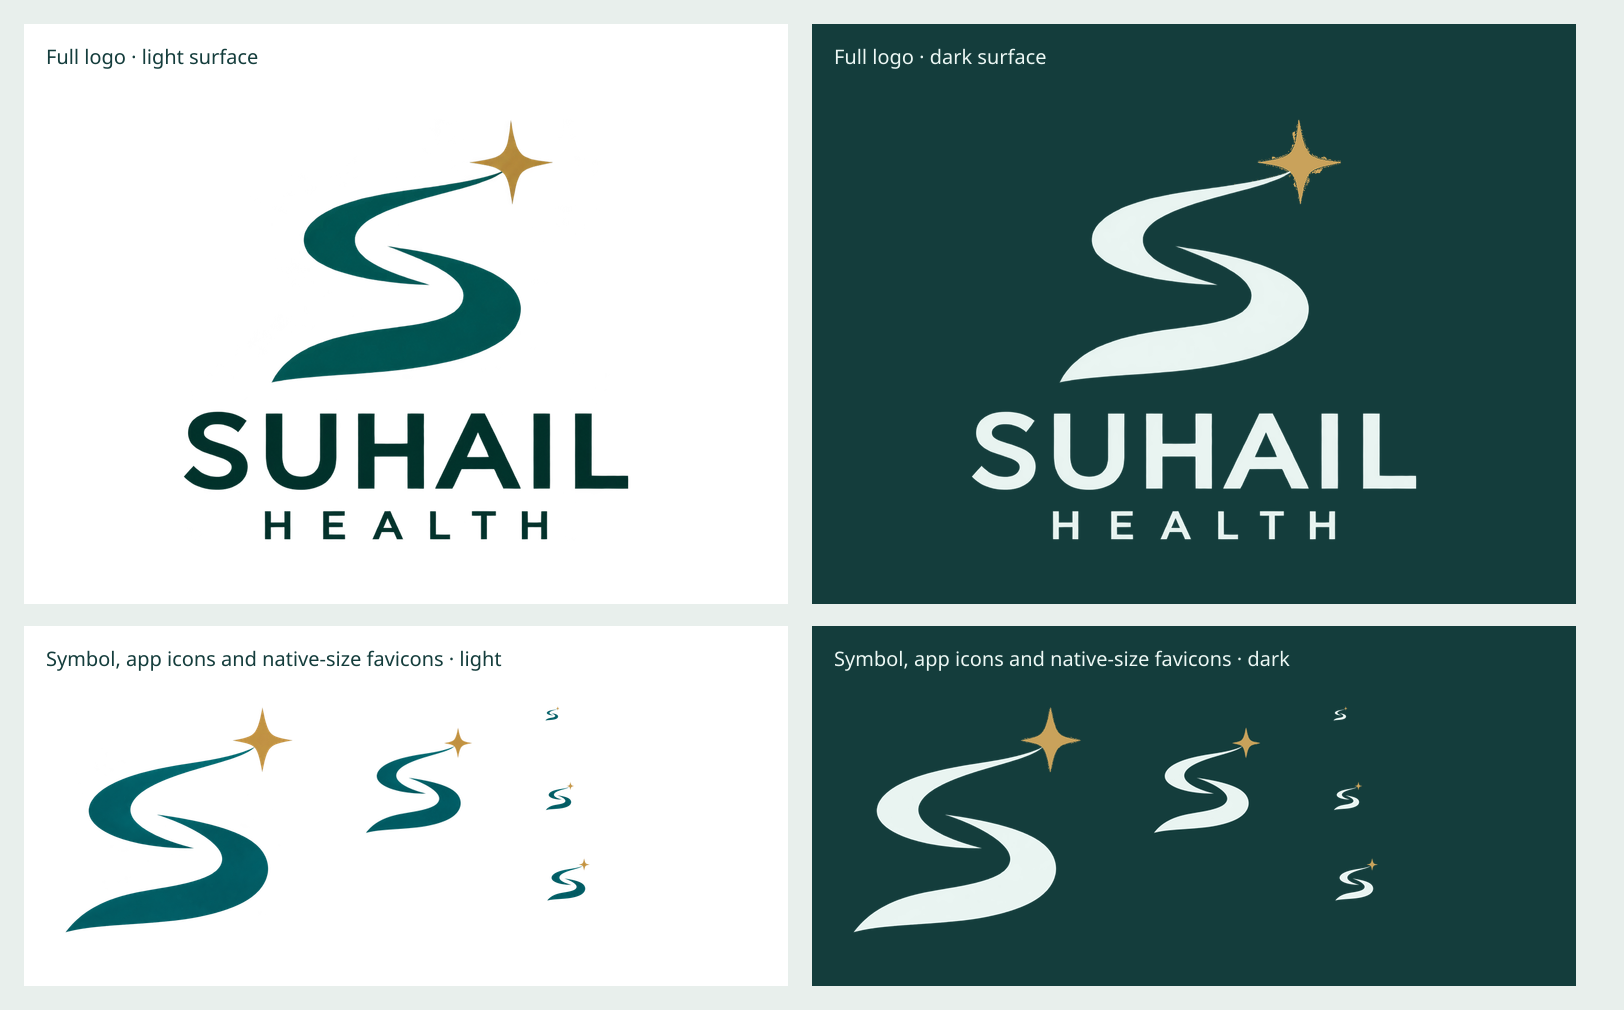 Full logo · light surface
SUHAIL
HEALTH
Full logo · dark surface
SUHAIL
HEALTH
Symbol, app icons and native-size favicons · light
Symbol, app icons and native-size favicons · dark